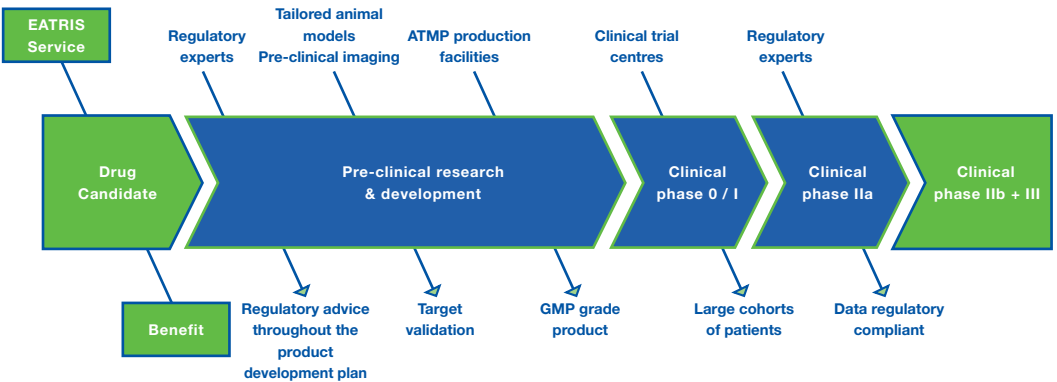 EATRIS
Service
Regulatory
experts
Tailored animal
models
Pre-clinical imaging
ATMP production
facilities
Clinical trial
centres
Regulatory
experts
Drug
Candidate
Pre-clinical research
& development
Clinical
phase 0 / I
Clinical
phase IIa
Clinical
phase IIb + III
Benefit
Regulatory advice
throughout the
product
development plan
Target
validation
GMP grade
product
Large cohorts
of patients
Data regulatory
compliant